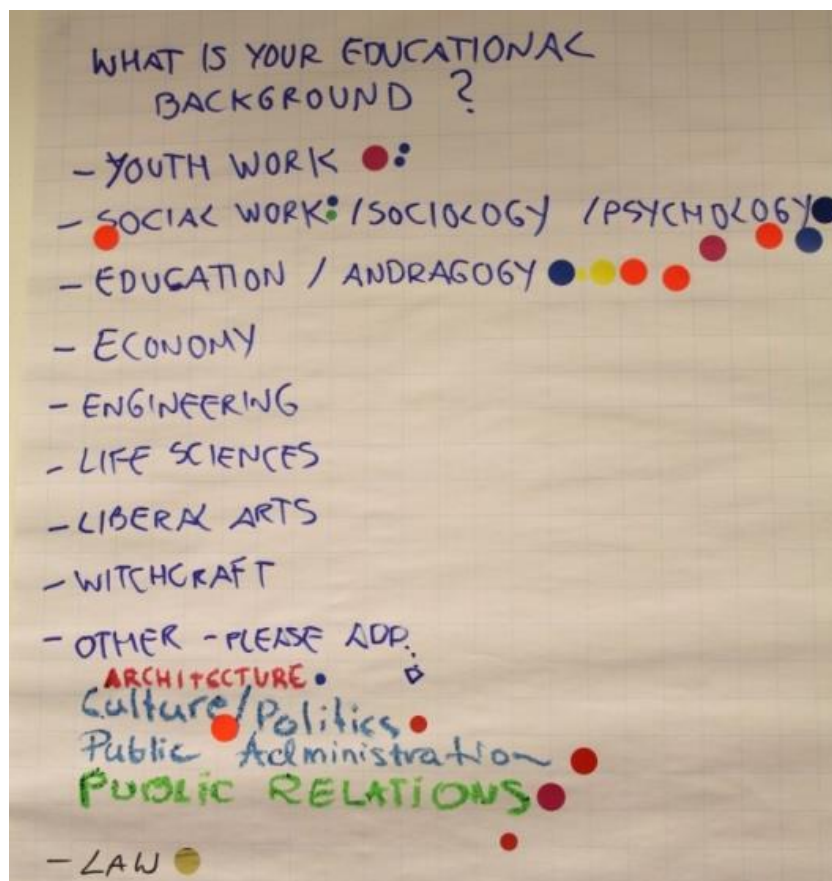 WHAT IS YOUR EDUCATIONAL
BACKGROUND ?
- YOUTH WORK
- SOCIAL WORK /SOCIOLOGY /PSYCHOLOGY
- EDUCATION / ANDRAGOGY
- ECONOMY
- ENGINEERING
- LIFE SCIENCES
- LIBERAL ARTS
- WITCHCRAFT
- OTHER - PLEASE ADD...
ARCHITECTURE
Culture/Politics
Public Administration
PUBLIC RELATIONS
- LAW